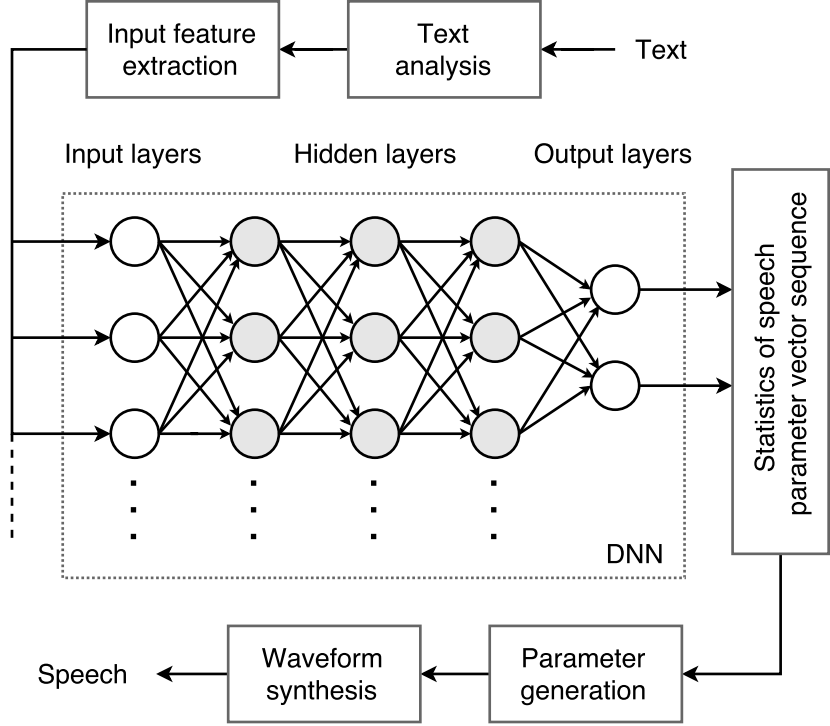 Input feature
extraction
Text
analysis
Text
Input layers
Hidden layers
Output layers
Statistics of speech
parameter vector sequence
DNN
Speech
Waveform
synthesis
Parameter
generation